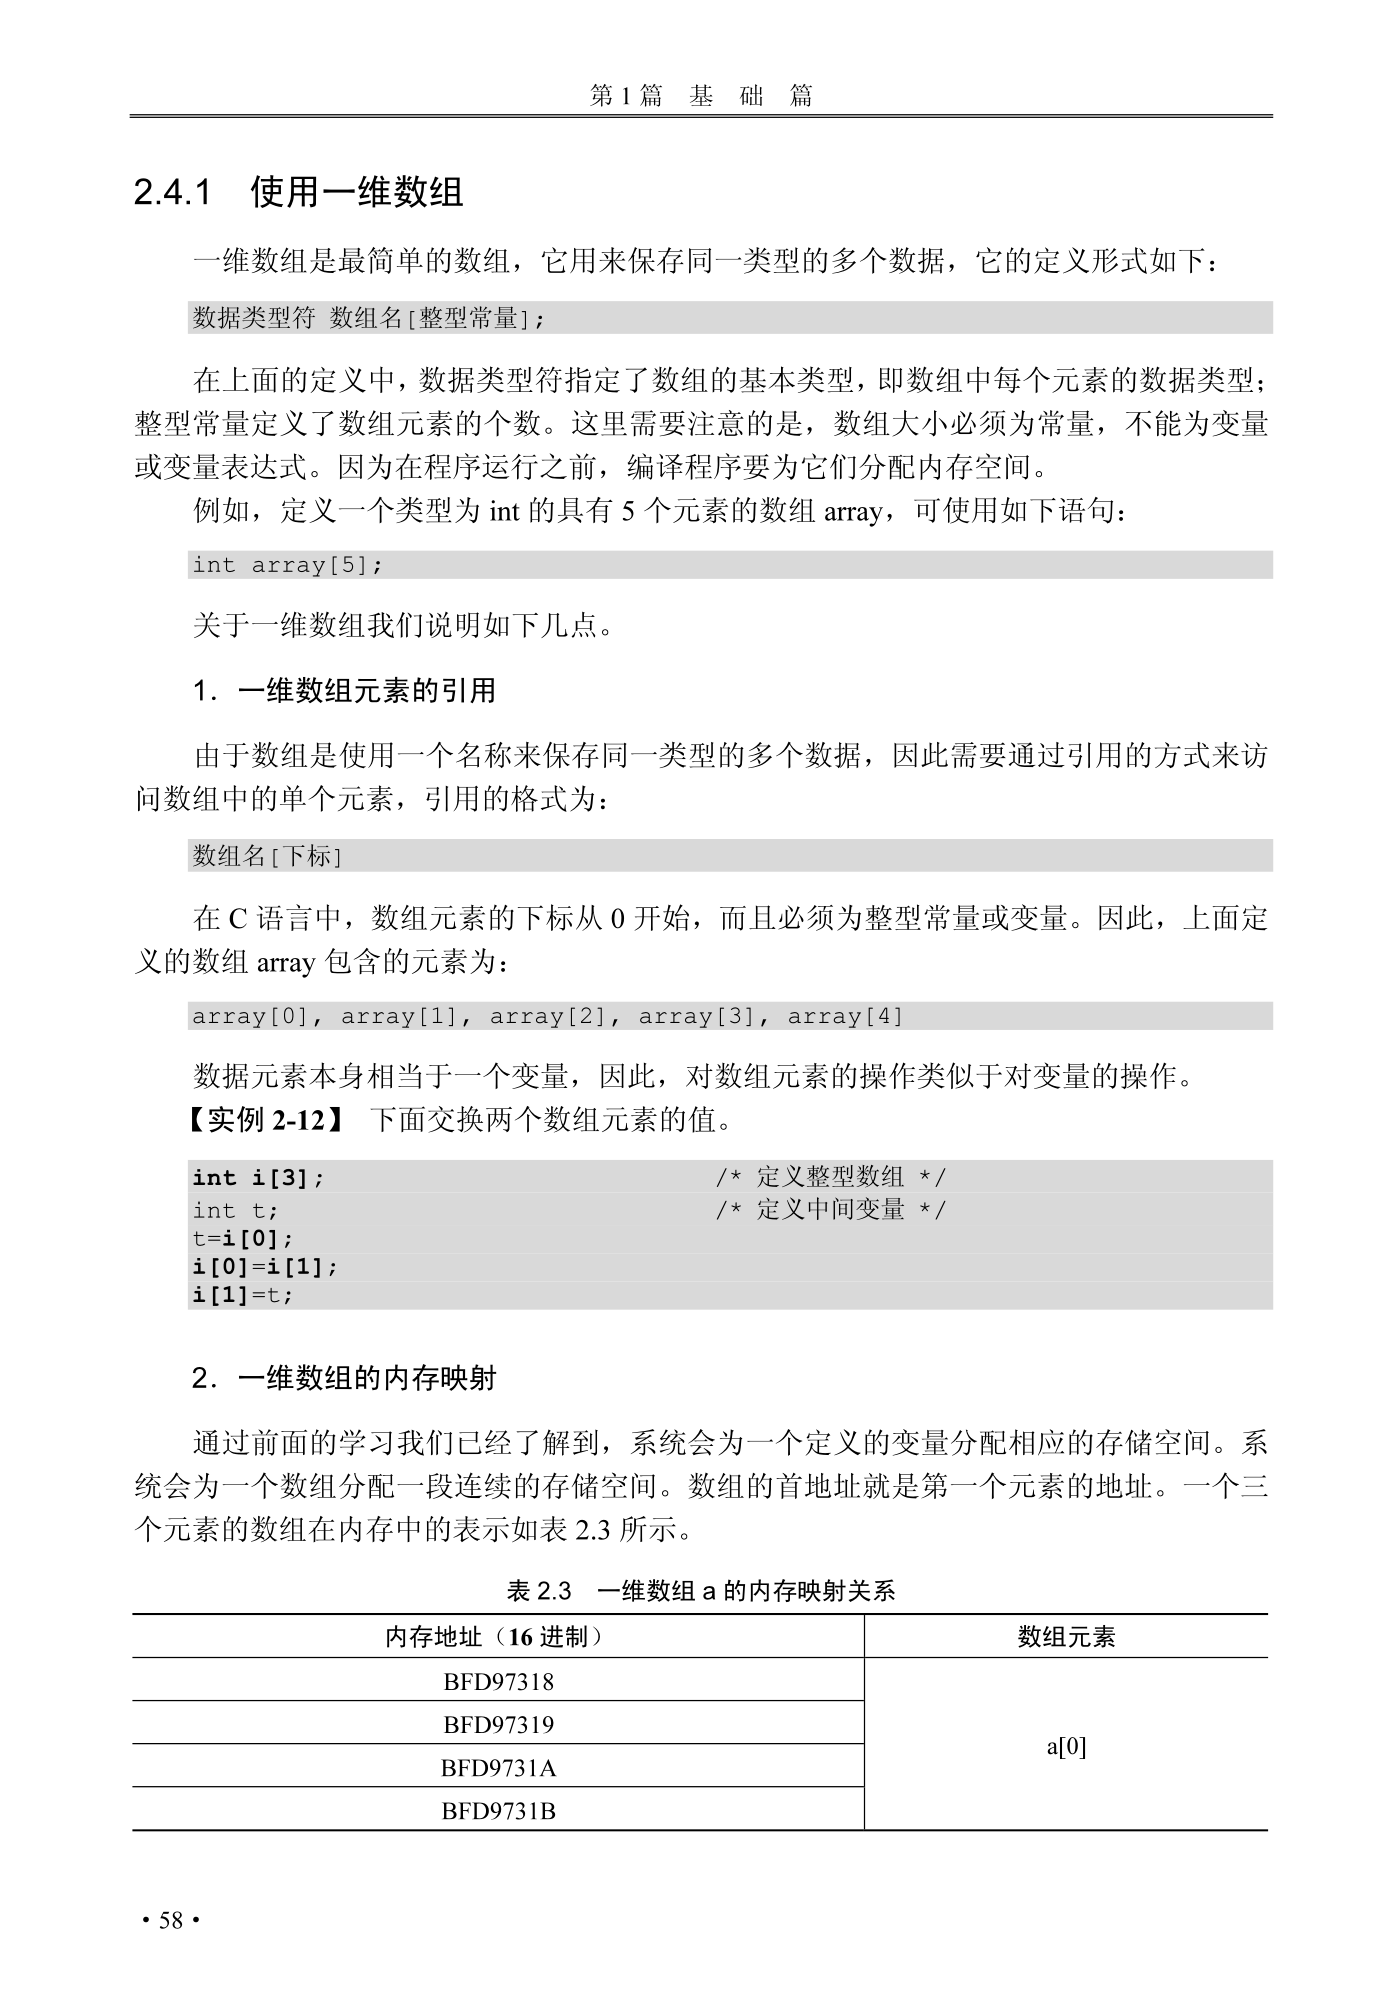 第 1 篇　基　础　篇
2.4.1　使用一维数组
一维数组是最简单的数组，它用来保存同一类型的多个数据，它的定义形式如下：
数据类型符 数组名[整型常量];
在上面的定义中，数据类型符指定了数组的基本类型，即数组中每个元素的数据类型；
整型常量定义了数组元素的个数。这里需要注意的是，数组大小必须为常量，不能为变量
或变量表达式。因为在程序运行之前，编译程序要为它们分配内存空间。
例如，定义一个类型为 int 的具有 5 个元素的数组 array，可使用如下语句：
int array[5];
关于一维数组我们说明如下几点。
1．一维数组元素的引用
由于数组是使用一个名称来保存同一类型的多个数据，因此需要通过引用的方式来访
问数组中的单个元素，引用的格式为：
数组名[下标]
在 C 语言中，数组元素的下标从 0 开始，而且必须为整型常量或变量。因此，上面定
义的数组 array 包含的元素为：
array[0], array[1], array[2], array[3], array[4]
数据元素本身相当于一个变量，因此，对数组元素的操作类似于对变量的操作。
【实例 2-12】 下面交换两个数组元素的值。
int i[3]; /* 定义整型数组 */
int t; /* 定义中间变量 */
t=i[0];
i[0]=i[1];
i[1]=t;
2．一维数组的内存映射
通过前面的学习我们已经了解到，系统会为一个定义的变量分配相应的存储空间。系
统会为一个数组分配一段连续的存储空间。数组的首地址就是第一个元素的地址。一个三
个元素的数组在内存中的表示如表 2.3 所示。
表 2.3　一维数组 a 的内存映射关系
内存地址（16 进制） 数组元素
BFD97318
BFD97319
a[0]
BFD9731A
BFD9731B
• 58 •